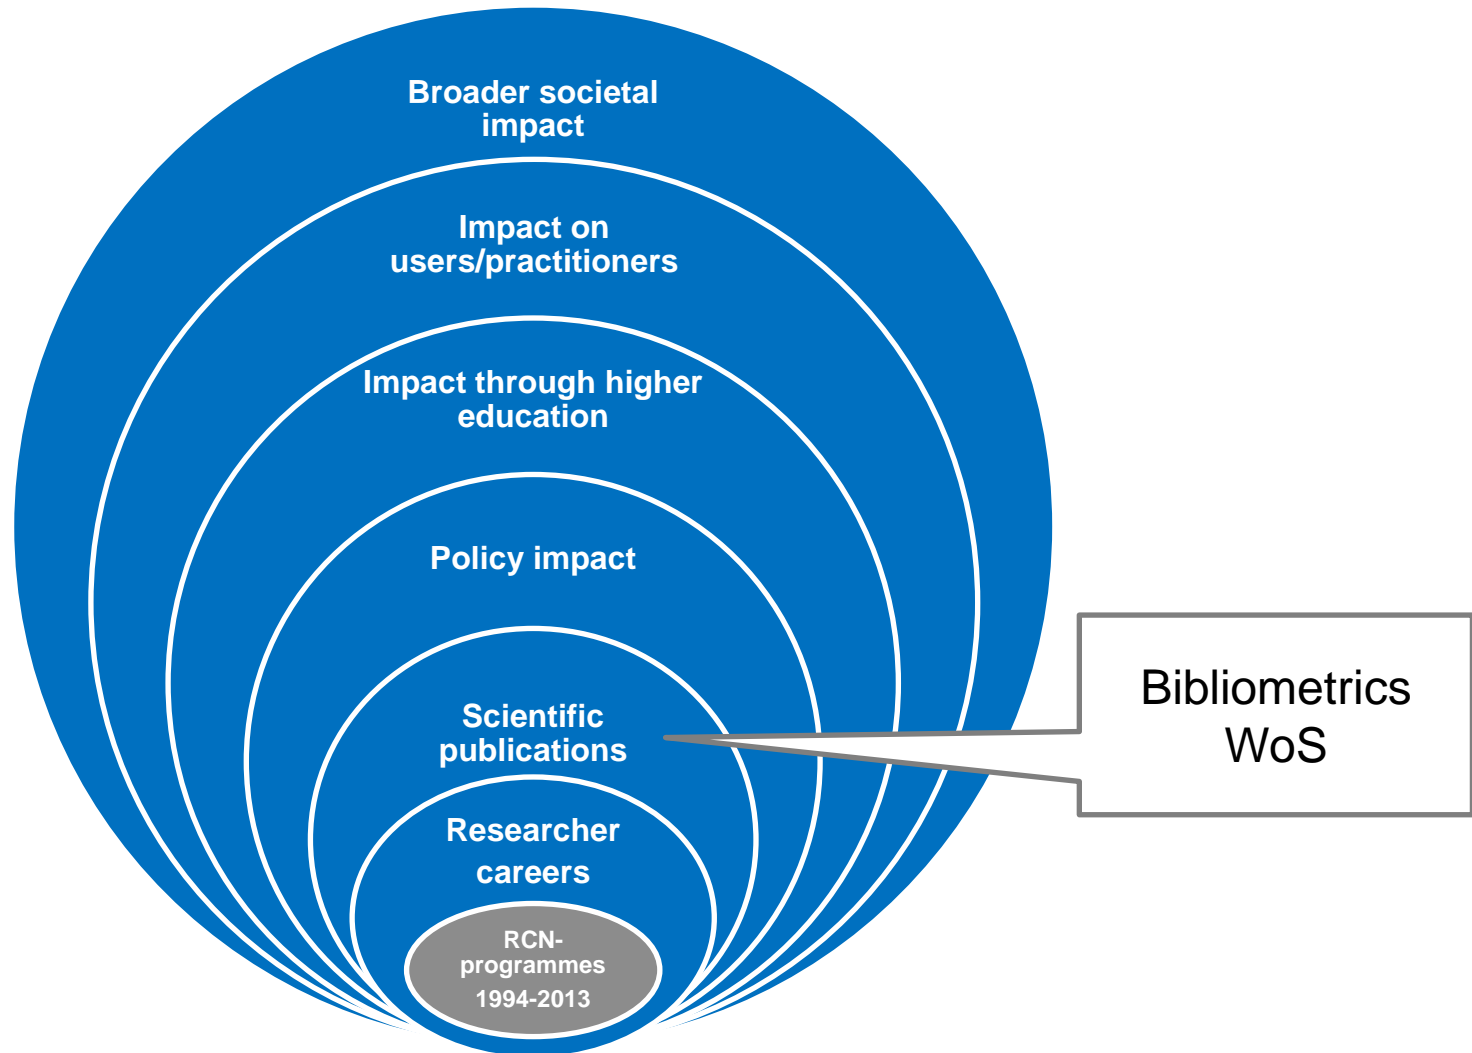 Broader societal
impact
Impact on
users/practitioners
Impact through higher
education
Policy impact
Scientific
publications
Researcher
careers
RCN-
programmes
1994-2013
Bibliometrics
WoS